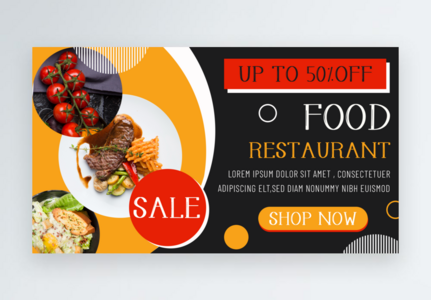 UP TO 50%OFF
FOOD
RESTAURANT
LOREM IPSUM DOLOR SIT AMET , CONSECTETUER
ADIPISCING ELT,SED DIAM NONUMMY NIBH EUISMOD
SALE
SHOP NOW